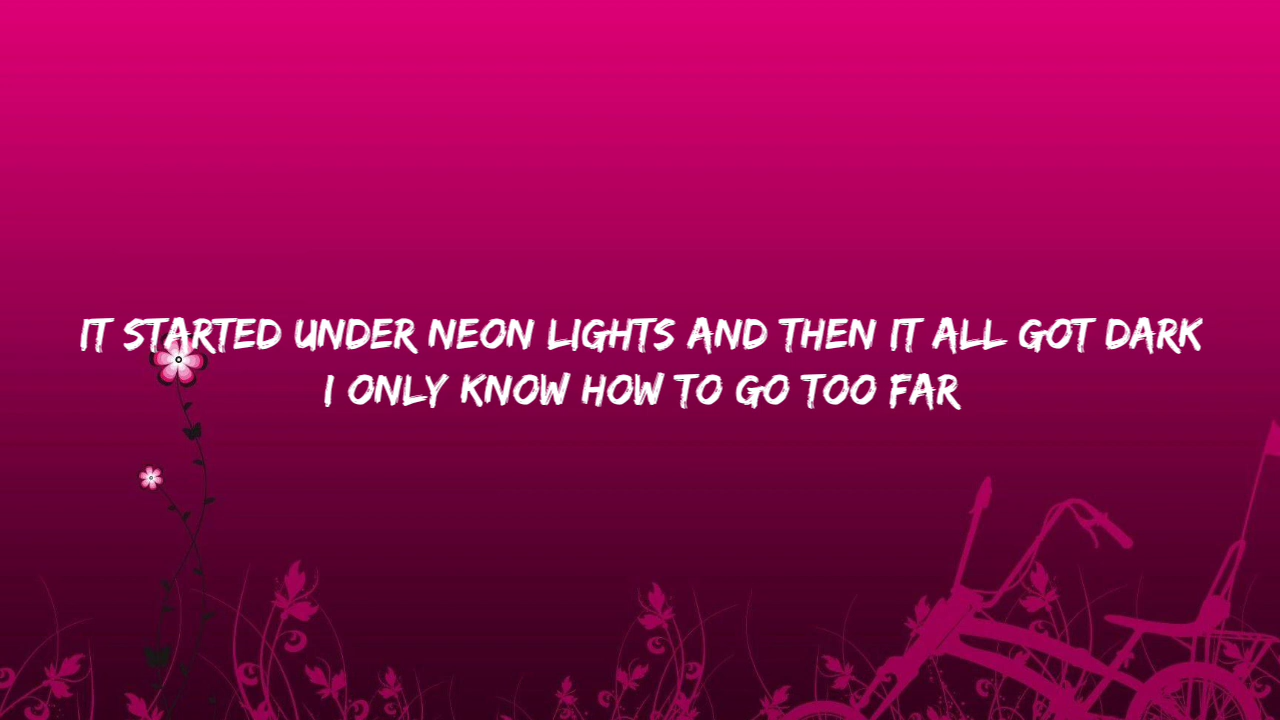 IT STARTED UNDER NEON LIGHTS AND THEN IT ALL GOT DARK
I ONLY KNOW HOW TO GO TOO FAR